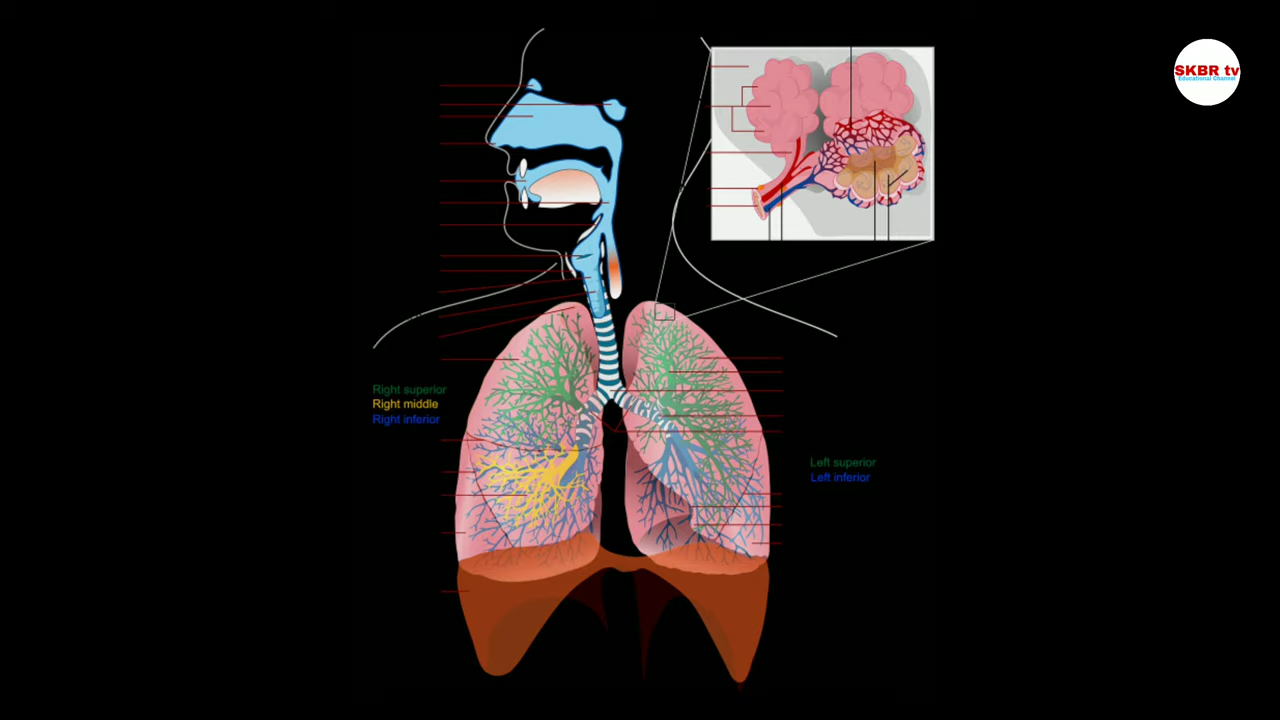 SKBR tv
Educational Channel
Right superior
Right middle
Right inferior
Left superior
Left inferior